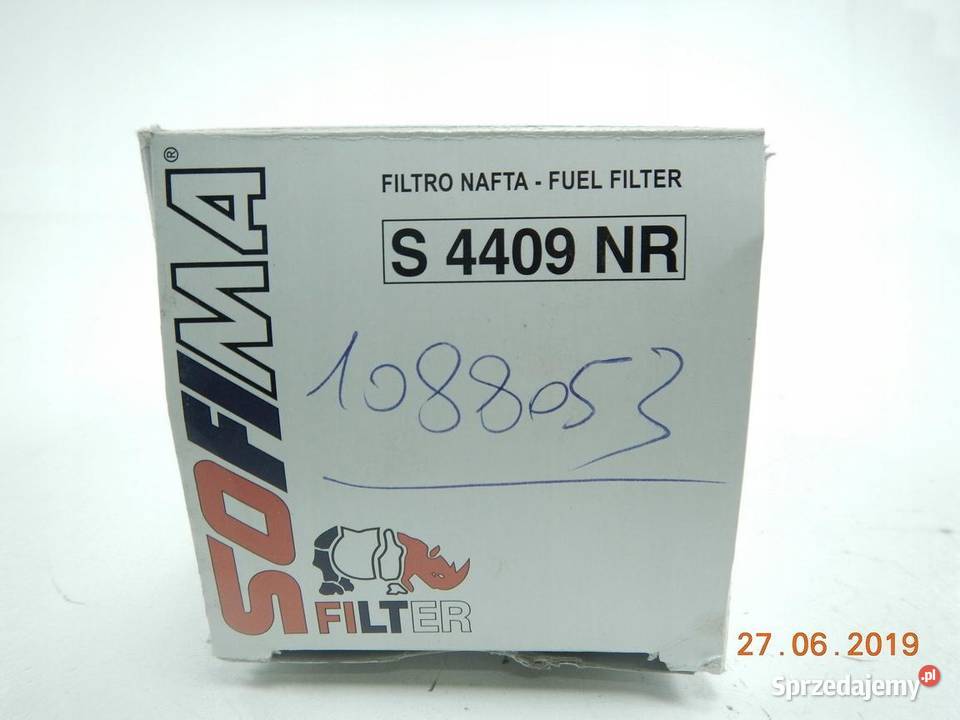 SOFIMA®
FILTRO NAFTA - FUEL FILTER
S 4409 NR
1088053
FILTER
27.06.2019
Sprzedajemy.pl